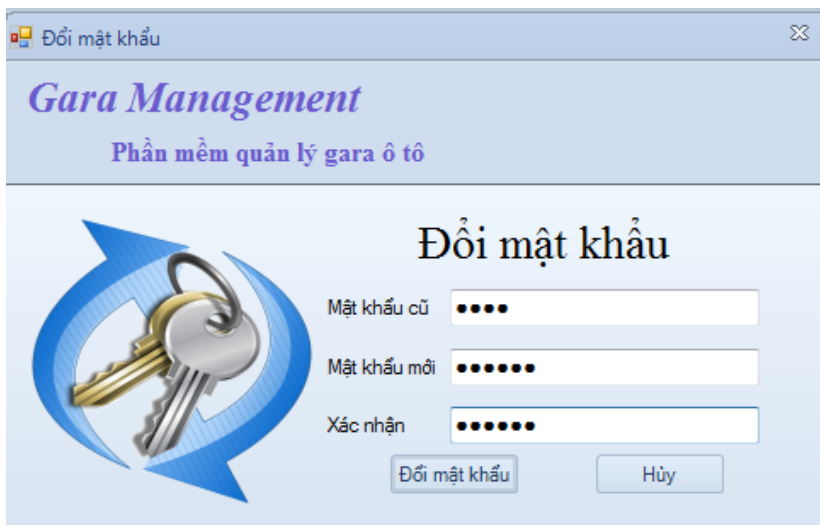 Đổi mật khẩu
Gara Management
Phần mềm quản lý gara ô tô
Đổi mật khẩu
Mật khẩu cũ ●●●●
Mật khẩu mới ●●●●●●
Xác nhận ●●●●●●
Đổi mật khẩu Hủy